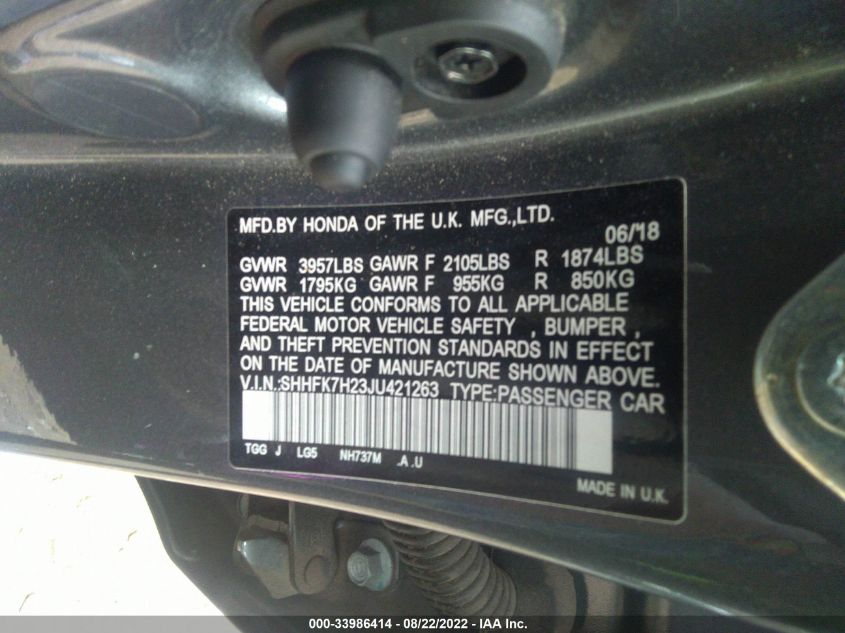 MFD.BY HONDA OF THE U.K. MFG.,LTD.
06/'18
GVWR 3957LBS GAWR F 2105LBS R 1874LBS
GVWR 1795KG GAWR F 955KG R 850KG
THIS VEHICLE CONFORMS TO ALL APPLICABLE
FEDERAL MOTOR VEHICLE SAFETY , BUMPER ,
AND THEFT PREVENTION STANDARDS IN EFFECT
ON THE DATE OF MANUFACTURE SHOWN ABOVE.
V.I.N.:SHHFK7H23JU421263 TYPE:PASSENGER CAR
TGG J LG5 NH737M .A .U
MADE IN U.K.
000-33986414 - 08/22/2022 - IAA Inc.